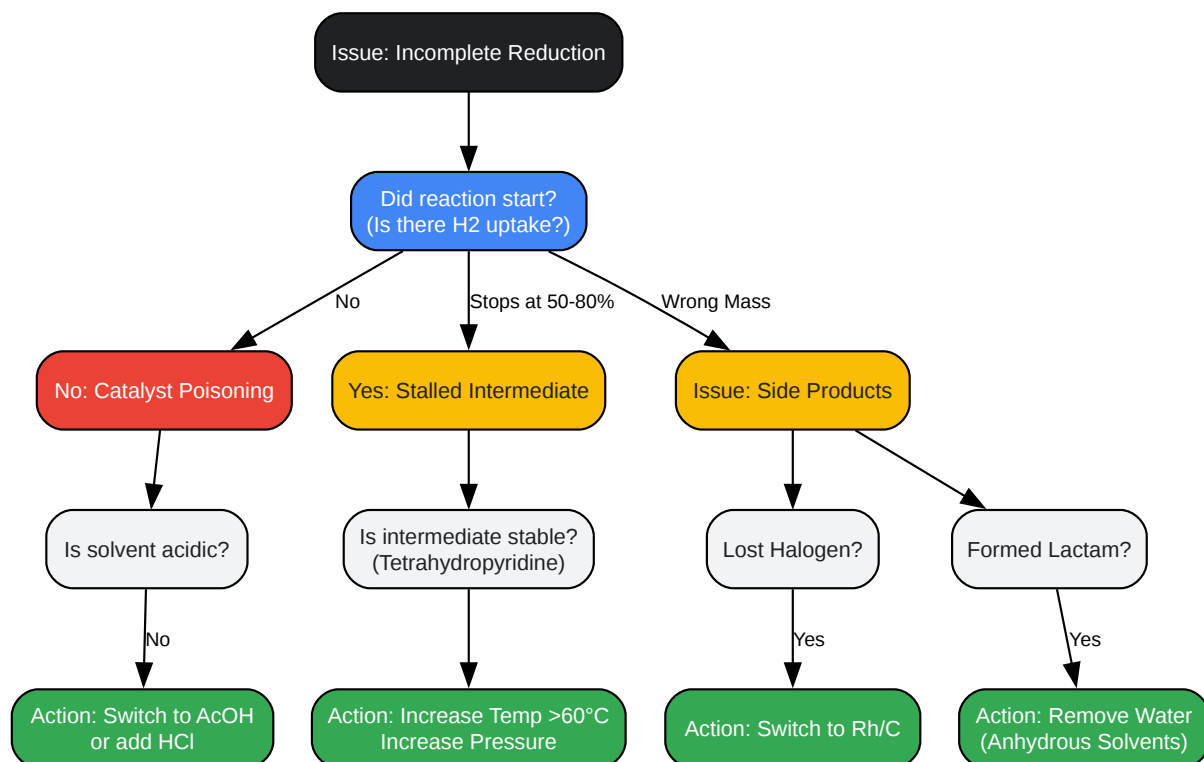 Issue: Incomplete Reduction
Did reaction start?
(Is there H2 uptake?)
No
Stops at 50-80%
Wrong Mass
No: Catalyst Poisoning
Yes: Stalled Intermediate
Issue: Side Products
Is solvent acidic?
Is intermediate stable?
(Tetrahydropyridine)
Lost Halogen?
Formed Lactam?
No
Yes
Yes
Action: Switch to AcOH
or add HCl
Action: Increase Temp >60°C
Increase Pressure
Action: Switch to Rh/C
Action: Remove Water
(Anhydrous Solvents)